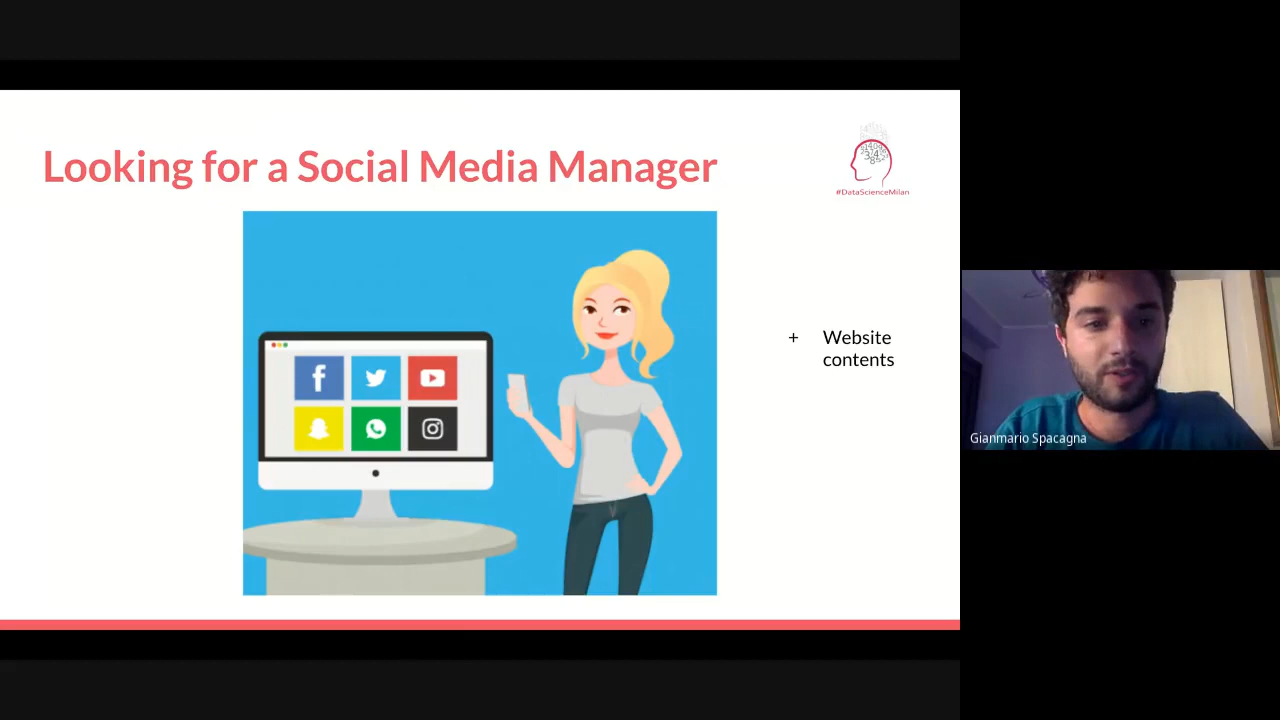 Looking for a Social Media Manager
#DataScienceMilan
+ Website
contents
Gianmario Spacagna